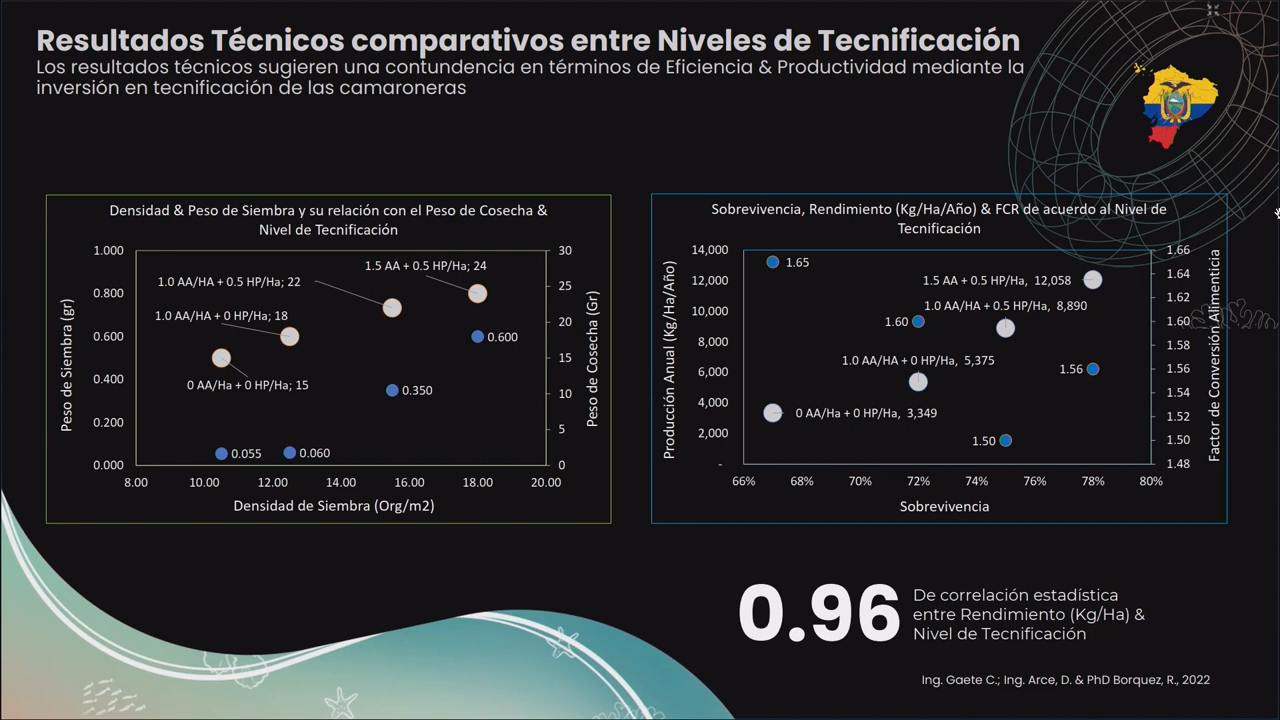 Resultados Técnicos comparativos entre Niveles de Tecnificación
Los resultados técnicos sugieren una contundencia en términos de Eficiencia & Productividad mediante la
inversión en tecnificación de las camaroneras
Densidad & Peso de Siembra y su relación con el Peso de Cosecha &
Nivel de Tecnificación
Peso de Siembra (gr)
1.000
0.800
0.600
0.400
0.200
0.000
1.0 AA/HA + 0.5 HP/Ha; 22
1.5 AA + 0.5 HP/Ha; 24
1.0 AA/HA + 0 HP/Ha; 18
0 AA/Ha + 0 HP/Ha; 15
0.600
0.350
0.055
0.060
30
25
20
15
10
5
0
Peso de Cosecha (Gr)
8.00
10.00
12.00
14.00
16.00
18.00
20.00
Densidad de Siembra (Org/m2)
Sobrevivencia, Rendimiento (Kg/Ha/Año) & FCR de acuerdo al Nivel de
Tecnificación
Producción Anual (Kg/Ha/Año)
14,000
12,000
10,000
8,000
6,000
4,000
2,000
-
1.65
1.5 AA + 0.5 HP/Ha, 12,058
1.0 AA/HA + 0.5 HP/Ha, 8,890
1.60
1.0 AA/HA + 0 HP/Ha, 5,375
1.56
0 AA/Ha + 0 HP/Ha, 3,349
1.50
1.66
1.64
1.62
1.60
1.58
1.56
1.54
1.52
1.50
1.48
Factor de Conversión Alimenticia
66%
68%
70%
72%
74%
76%
78%
80%
Sobrevivencia
0.96
De correlación estadística
entre Rendimiento (Kg/Ha) &
Nivel de Tecnificación
Ing. Gaete C.; Ing. Arce, D. & PhD Borquez, R., 2022